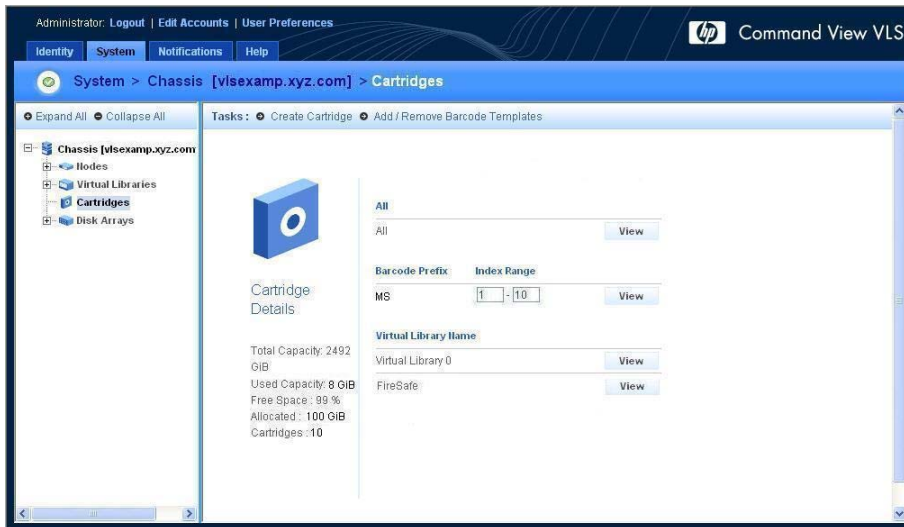 Administrator: Logout | Edit Accounts | User Preferences
hp Command View VLS
Identity System Notifications Help
System > Chassis [vlsexamp.xyz.com] > Cartridges
Expand All Collapse All
Tasks : Create Cartridge Add / Remove Barcode Templates
Chassis [vlsexamp.xyz.com
Nodes
Virtual Libraries
Cartridges
Disk Arrays
Cartridge
Details
Total Capacity: 2492
GiB
Used Capacity: 8 GiB
Free Space : 99 %
Allocated : 100 GiB
Cartridges :10
All
All View
Barcode Prefix Index Range
MS 1 - 10 View
Virtual Library Name
Virtual Library 0 View
FireSafe View